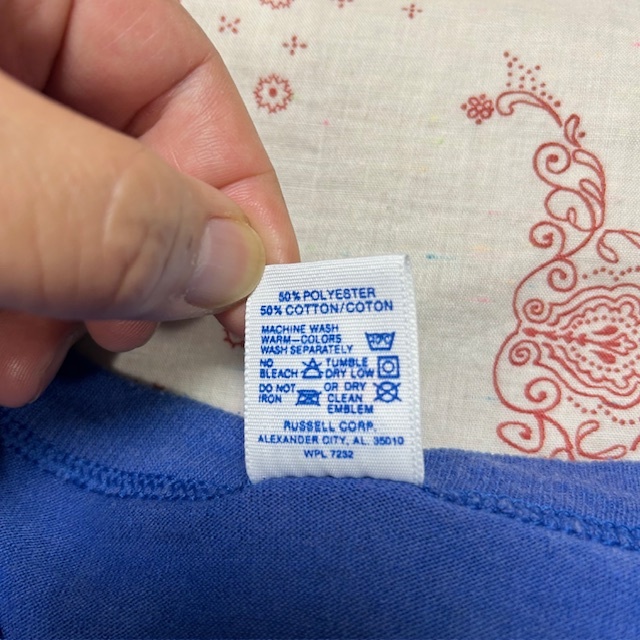 50% POLYESTER
50% COTTON/COTON
MACHINE WASH
WARM—COLORS
WASH SEPARATELY
NO TUMBLE
BLEACH DRY LOW
DO NOT OR DRY
IRON CLEAN
EMBLEM
RUSSELL CORP.
ALEXANDER CITY, AL. 35010
WPL 7232